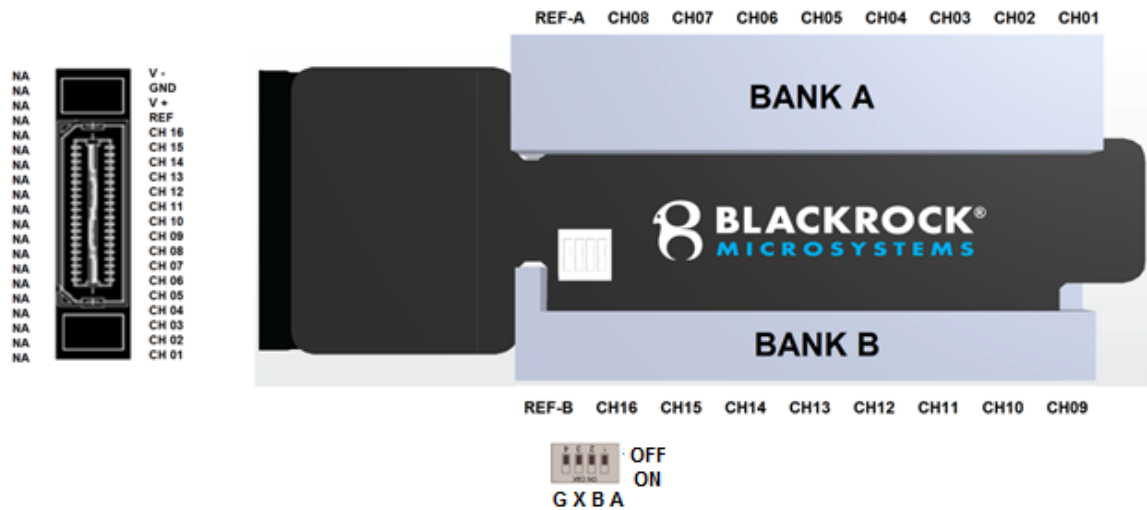 REF-A CH08 CH07 CH06 CH05 CH04 CH03 CH02 CH01
NA V -
NA GND
NA V +
NA REF
NA CH 16
NA CH 15
NA CH 14
NA CH 13
NA CH 12
NA CH 11
NA CH 10
NA CH 09
NA CH 08
NA CH 07
NA CH 06
NA CH 05
NA CH 04
NA CH 03
NA CH 02
NA CH 01
BANK A
BLACKROCK®
MICROSYSTEMS
BANK B
REF-B CH16 CH15 CH14 CH13 CH12 CH11 CH10 CH09
4 3 2 1
OFF
ON
G X B A